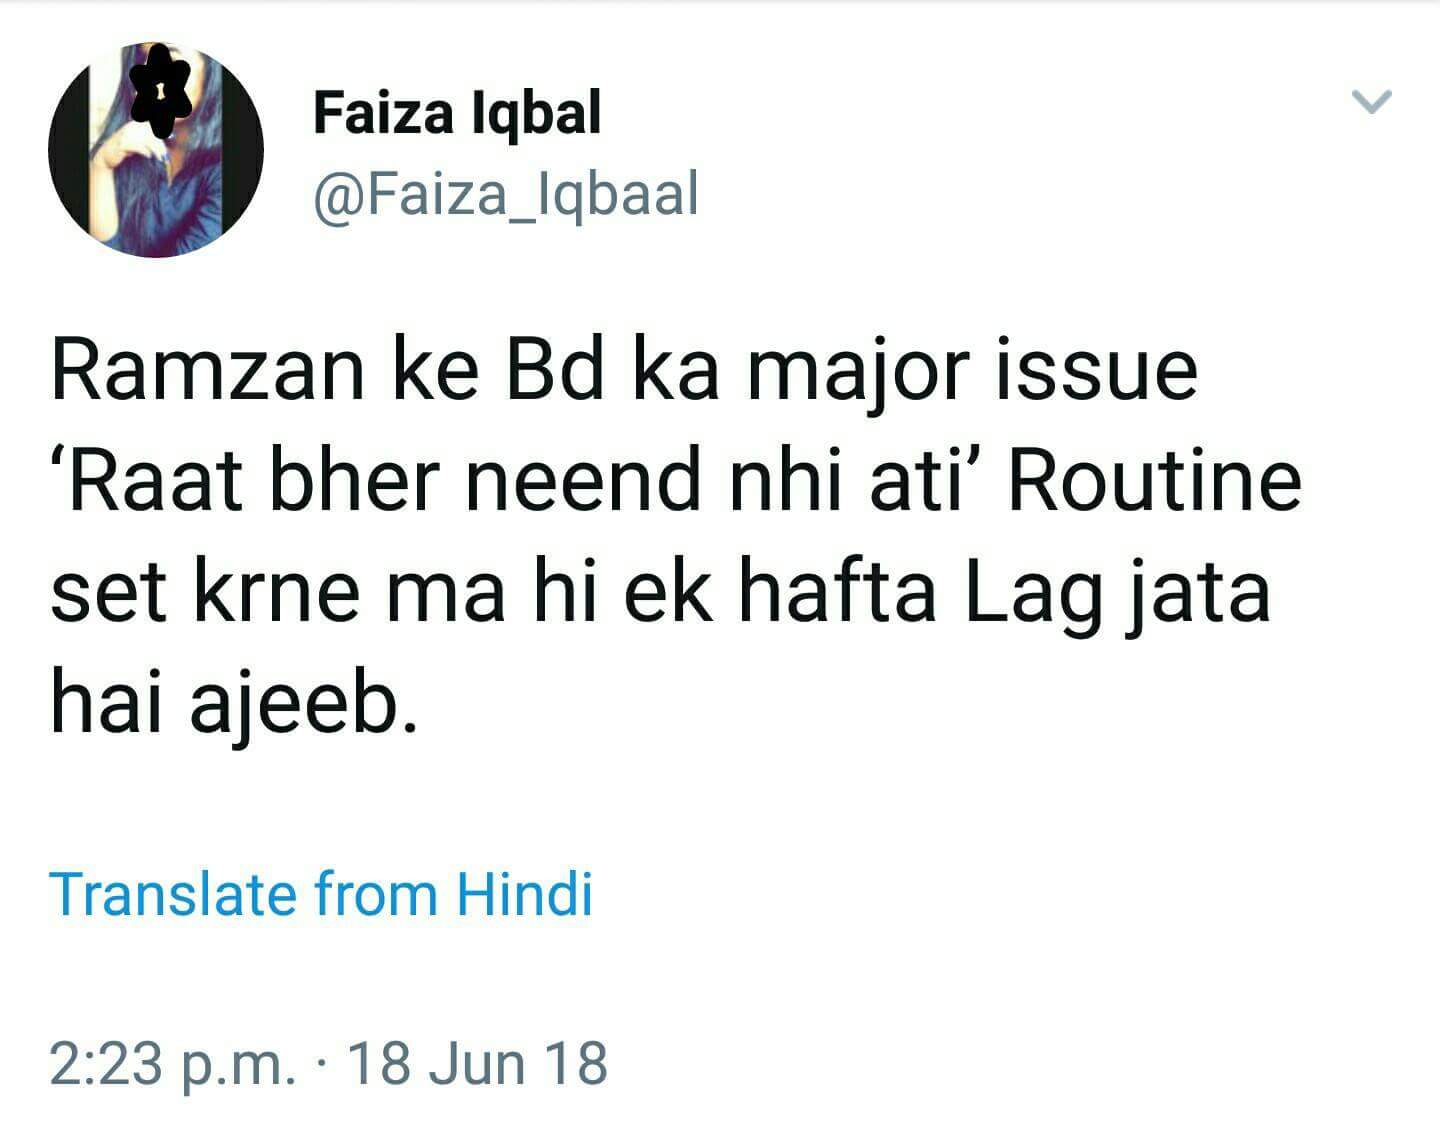 Faiza Iqbal
@Faiza_Iqbaal
Ramzan ke Bd ka major issue
‘Raat bher neend nhi ati’ Routine
set krne ma hi ek hafta Lag jata
hai ajeeb.
Translate from Hindi
2:23 p.m. · 18 Jun 18